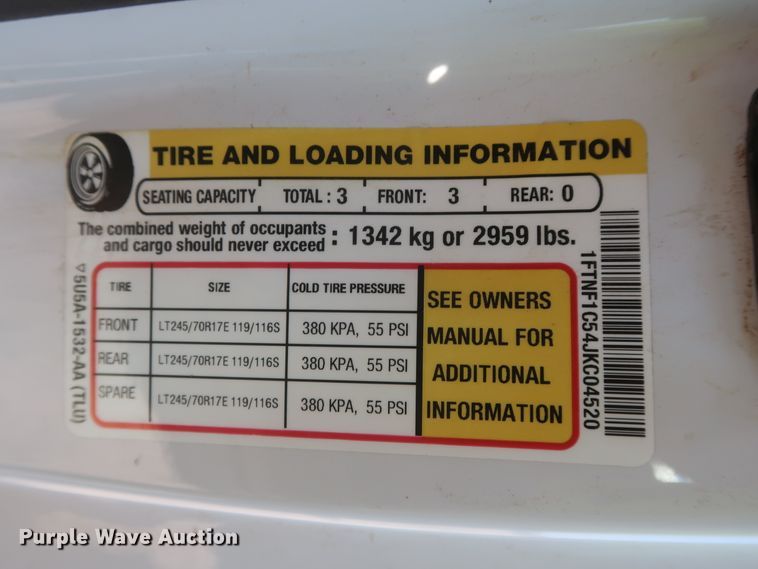 TIRE AND LOADING INFORMATION
SEATING CAPACITY TOTAL : 3 FRONT: 3 REAR: 0
The combined weight of occupants
and cargo should never exceed : 1342 kg or 2959 lbs.
TIRE SIZE COLD TIRE PRESSURE
FRONT LT245/70R17E 119/116S 380 KPA, 55 PSI
REAR LT245/70R17E 119/116S 380 KPA, 55 PSI
SPARE LT245/70R17E 119/116S 380 KPA, 55 PSI
SEE OWNERS
MANUAL FOR
ADDITIONAL
INFORMATION
5U5A-1532-AA (TLU)
1FTNF1C54JKC04520
Purple Wave Auction